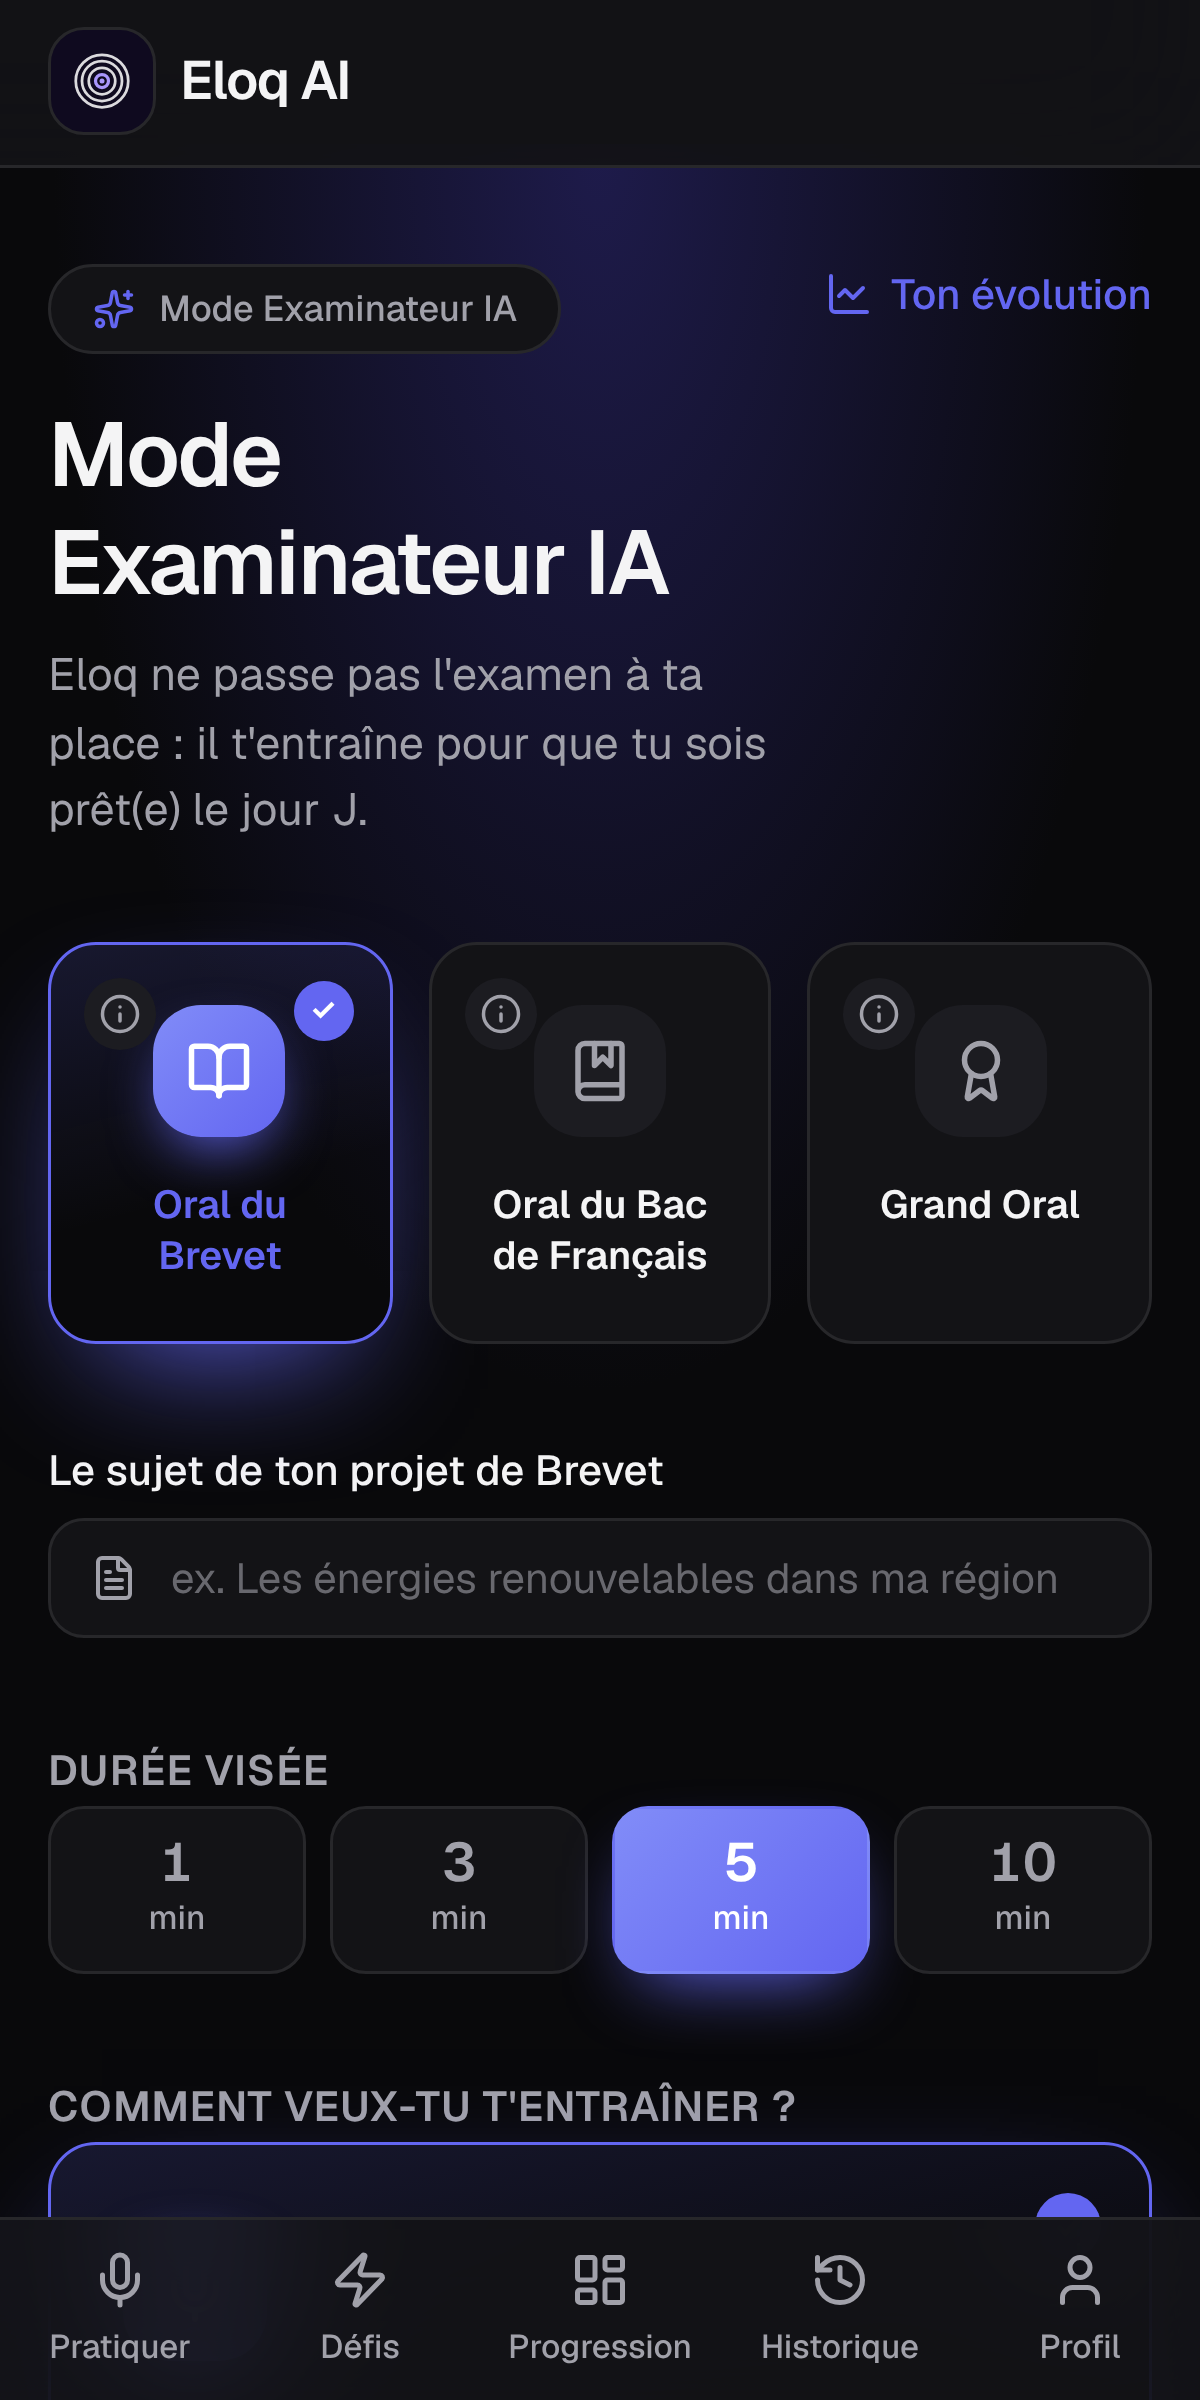 Eloq AI
Mode Examinateur IA
Ton évolution
Mode
Examinateur IA
Eloq ne passe pas l'examen à ta
place : il t'entraîne pour que tu sois
prêt(e) le jour J.
Oral du
Brevet
Oral du Bac
de Français
Grand Oral
Le sujet de ton projet de Brevet
ex. Les énergies renouvelables dans ma région
DURÉE VISÉE
1
min
3
min
5
min
10
min
COMMENT VEUX-TU T'ENTRAÎNER ?
Pratiquer
Défis
Progression
Historique
Profil